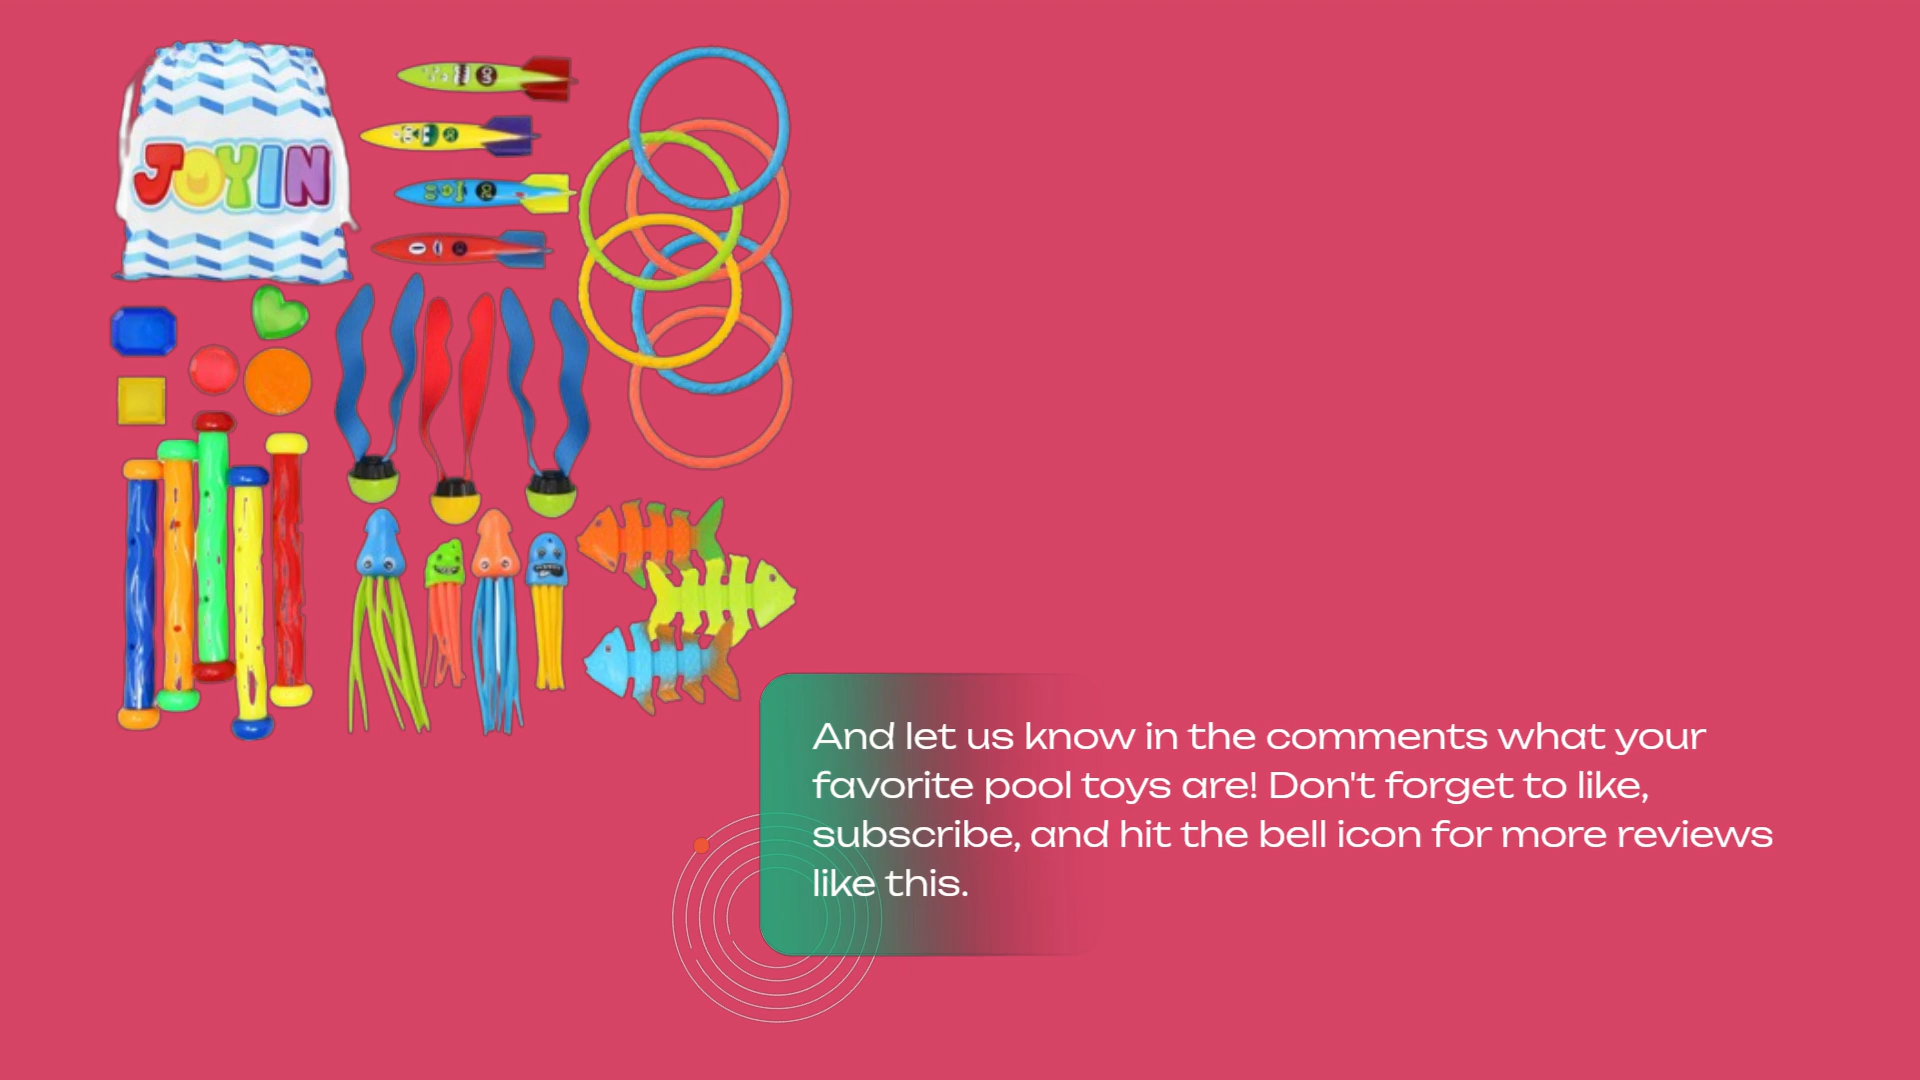 JOYIN
And let us know in the comments what your
favorite pool toys are! Don't forget to like,
subscribe, and hit the bell icon for more reviews
like this.